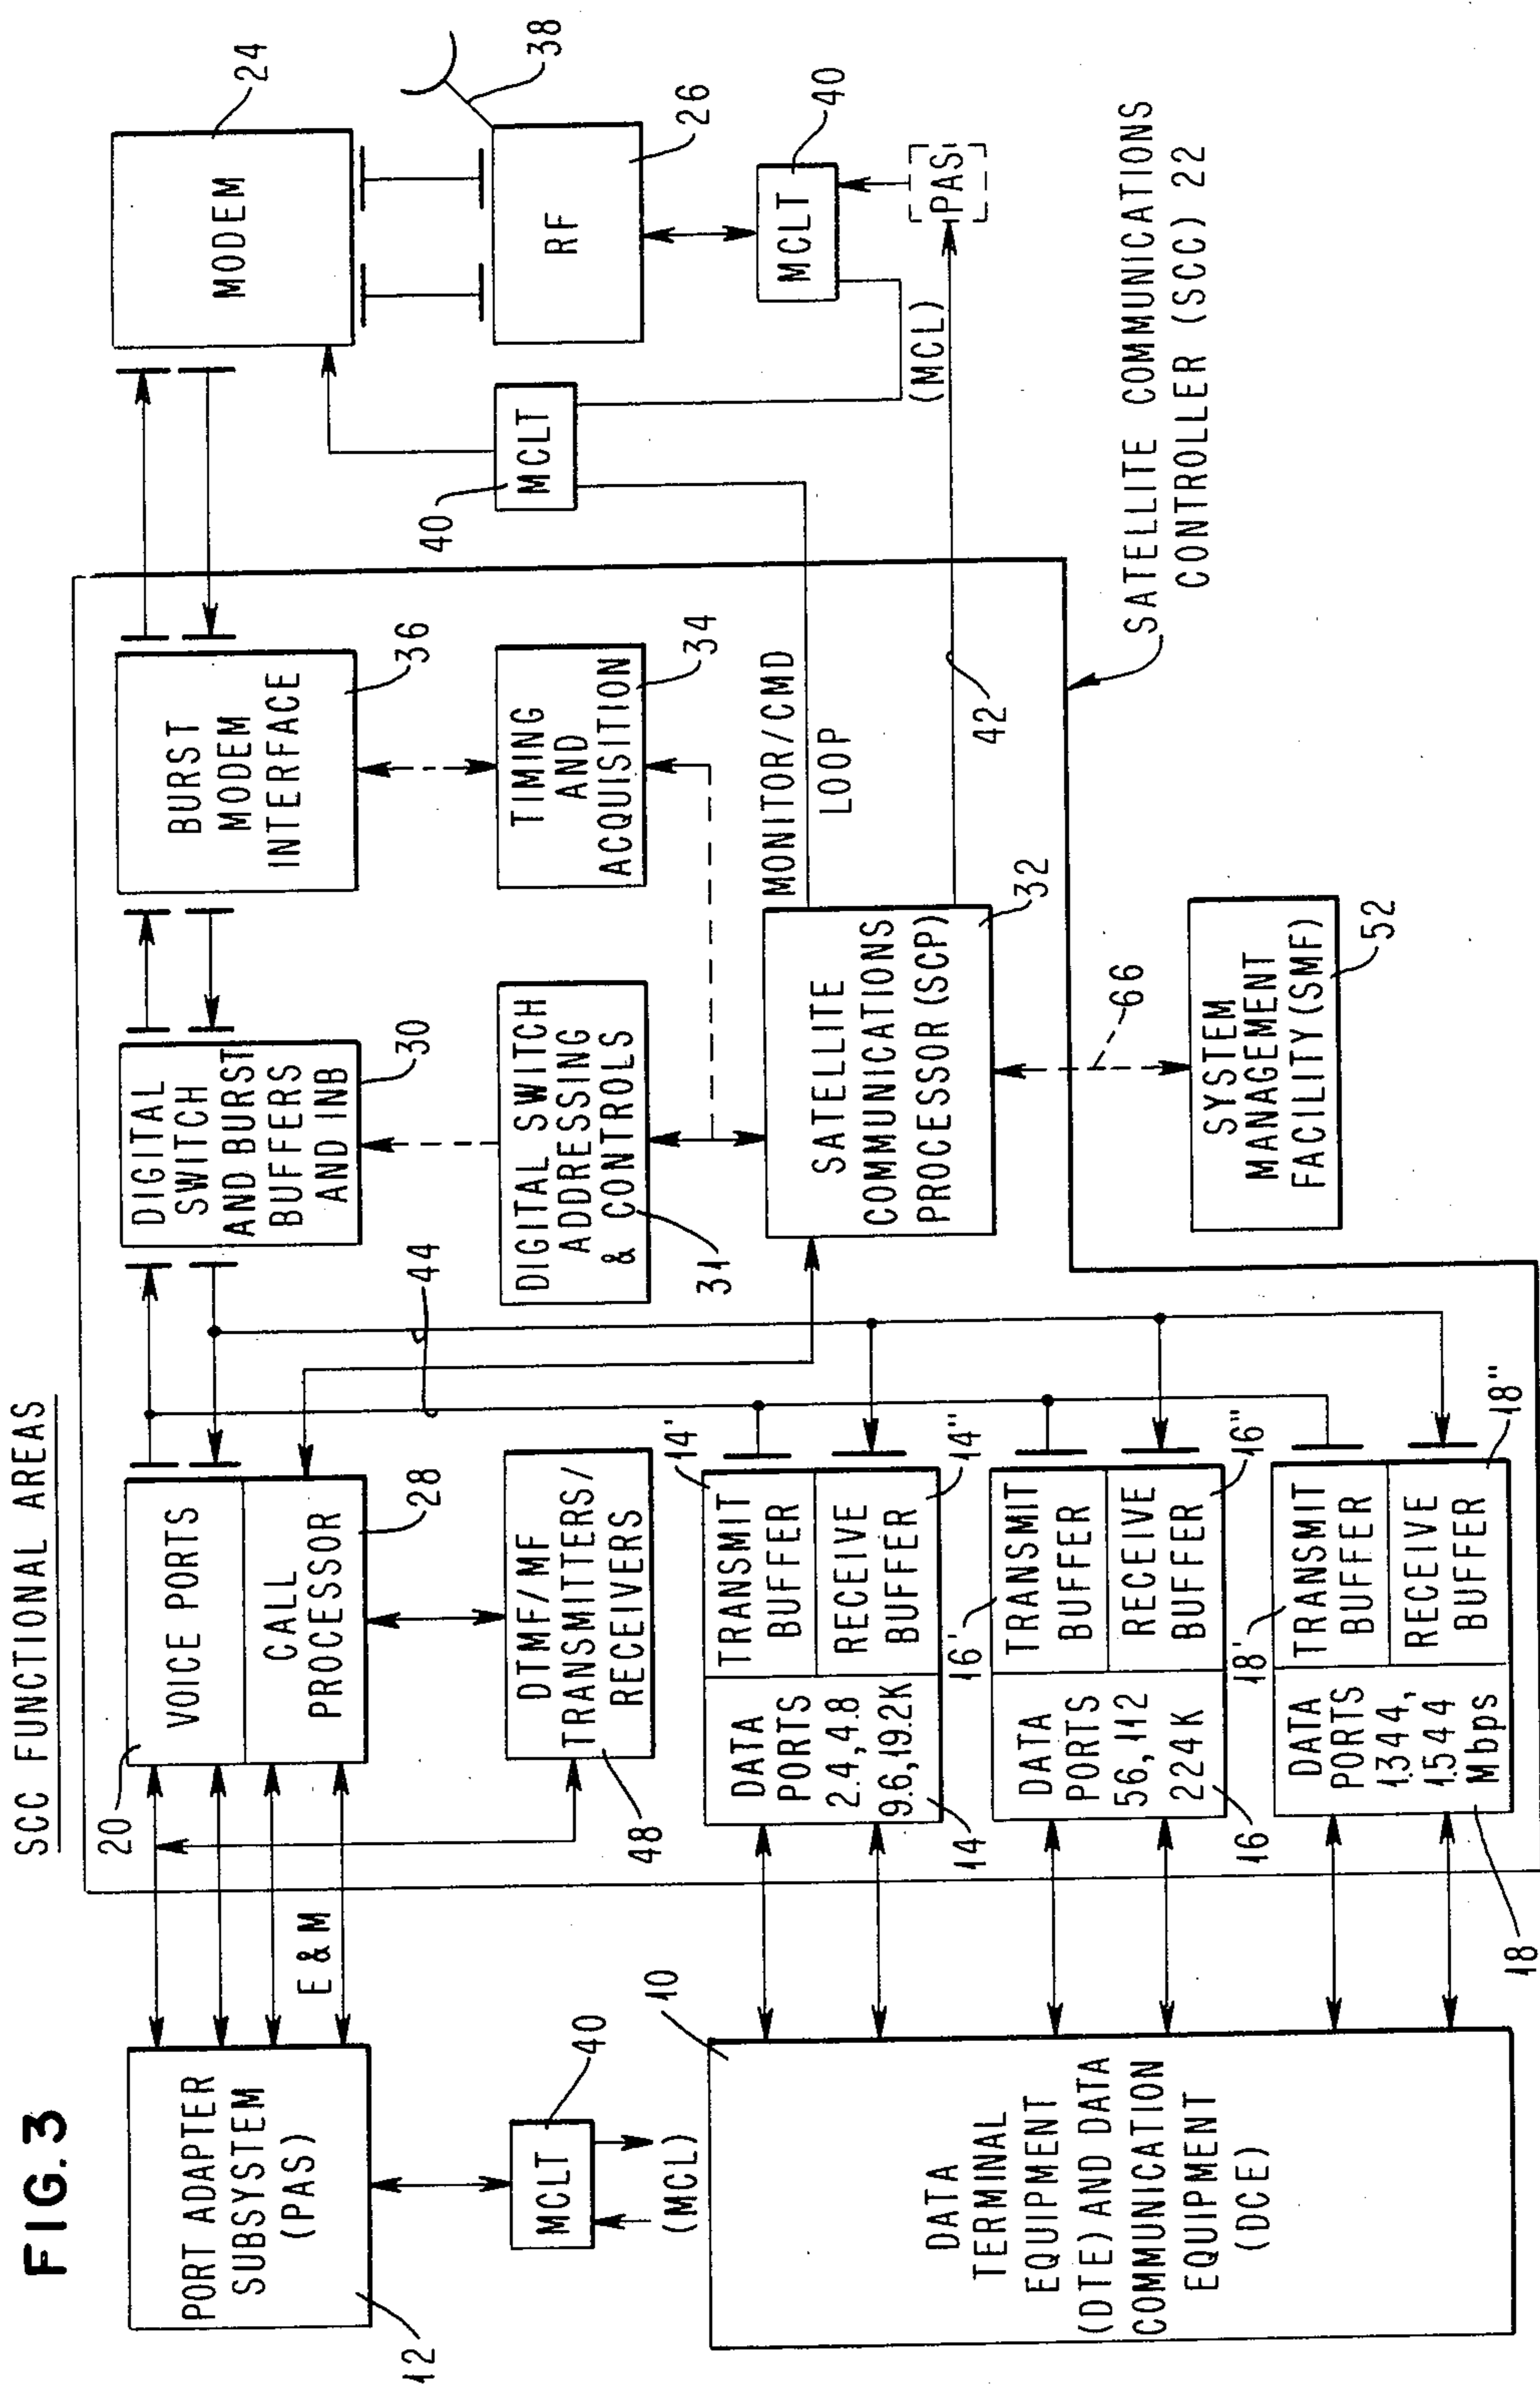 FIG. 3
SCC FUNCTIONAL AREAS
PORT ADAPTER
SUBSYSTEM
(PAS)
12
E & M
20
VOICE PORTS
CALL
PROCESSOR
28
44
DIGITAL
SWITCH
AND BURST
BUFFERS
AND INB
30
BURST
MODEM
INTERFACE
36
MODEM
24
MCLT
40
(MCL)
DTMF/MF
TRANSMITTERS/
RECEIVERS
48
DIGITAL SWITCH
ADDRESSING
& CONTROLS
31
TIMING
AND
ACQUISITION
34
MCLT
40
RF
26
38
DATA
TERMINAL
EQUIPMENT
(DTE) AND DATA
COMMUNICATION
EQUIPMENT
(DCE)
10
DATA
PORTS
2.4, 4.8
9.6, 19.2K
14
TRANSMIT
BUFFER
14'
RECEIVE
BUFFER
14"
SATELLITE
COMMUNICATIONS
PROCESSOR (SCP)
32
MONITOR/CMD
LOOP
42
MCLT
40
(MCL)
PAS
DATA
PORTS
56, 112
224K
16
TRANSMIT
BUFFER
16'
RECEIVE
BUFFER
16"
66
SATELLITE COMMUNICATIONS
CONTROLLER (SCC) 22
DATA
PORTS
1.344,
1.544
Mbps
18
TRANSMIT
BUFFER
18'
RECEIVE
BUFFER
18"
SYSTEM
MANAGEMENT
FACILITY (SMF)
52